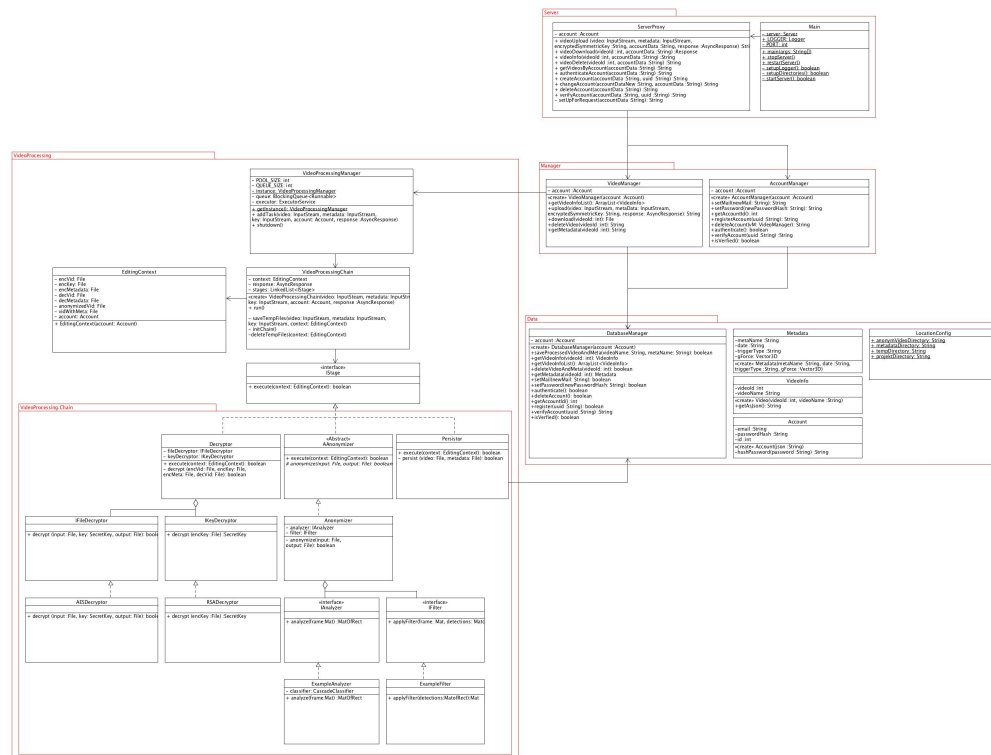 Server
ServerProxy
- account :Account
+ videoUpload (video: InputStream, metadata: InputStream,
encryptedSymmetricKey :String, accountData :String, response :AsyncResponse) :Stri
+ videoDownload(videoId :int, accountData :String) :Response
+ videoInfo(videoId :int, accountData :String) :String
+ videoDelete(videoId :int, accountData :String) :String
+ getVideosByAccount(accountData :String) :String
+ authenticateAccount(accountData :String) :String
+ createAccount(accountData :String, uuid :String) :String
+ changeAccount(accountDataNew :String, accountData :String) :String
+ deleteAccount(accountData :String) :String
+ verifyAccount(accountData :String, uuid :String) :String
- setUpForRequest(accountData :String): String
Main
- server: Server
+ LOGGER: Logger
- PORT: int
+ main(args: String[])
+ stopServer()
+ restartServer()
- setupLogger(): boolean
- setupDirectories(): boolean
- startServer(): boolean
VideoProcessing
VideoProcessingManager
- POOL_SIZE: int
- QUEUE_SIZE: int
- instance: VideoProcessingManager
- queue: BlockingQueue<Runnable>
- executor: ExecutorService
+ getInstance(): VideoProcessingManager
+ addTask(video: InputSteam, metadata: InputStream,
key: InputStream, account: Account, response: AsyncResponse)
+ shutdown()
Manager
VideoManager
- account :Account
«create» VideoManager(account :Account)
+getVideoInfoList(): ArrayList <VideoInfo>
+upload(video: InputStream, metadata: InputStream,
encryptedSymetricKey: String, response: AsyncResponse): String
+download(videoId: int): File
+deleteVideo(videoId :int): String
+getMetadata(videoId :int): String
AccountManager
- account :Account
«create» AccountManager(account :Account)
+setMail(newMail :String) :String
+setPassword(newPasswordHash: String): String
+getAccountId(): int
+registerAccount(uuid :String): String
+deleteAccount(vM: VideoManager) :String
+authenticate(): boolean
+verifyAccount(uuid :String) :String
+isVerfied(): boolean
EditingContext
- encVid: File
- encKey: File
- encMetadata: File
- decVid: File
- decMetadata: File
- anonymizedVid: File
- vidWithMeta: File
- account: Account
+ EditingContext(account: Account)
VideoProcessingChain
- context: EditingContext
- response: AsyncResponse
- stages: LinkedList<IStage>
«create» VideoProcessingChain(video: InputSteam, metadata: InputStr
key: InputStream, account: Account, response: AsyncResponse)
+ run()
- saveTempFiles(video: InputSteam, metadata: InputStream,
key: InputStream, context: EditingContext)
- initChain()
-deleteTempFiles(context: EditingContext)
«interface»
IStage
+ execute(context: EditingContext): boolean
Data
DatabaseManager
- account :Account
«create» DatabaseManager(account :Account)
+saveProcessedVideoAndMeta(videoName :String, metaName: String): boolean
+getVideoInfo(videoId: int): VideoInfo
+getVideoInfoList(): ArrayList <VideoInfo>
+deleteVideoAndMeta(videoId: int): boolean
+getMetadata(videoId: int): Metadata
+setMail(newMail: String): boolean
+setPassword(newPasswordHash: String): boolean
+authenticate(): boolean
+deleteAccount(): boolean
+getAccountId() :int
+register(uuid :String): boolean
+verifyAccount(uuid :String) :String
+isVerfied(): boolean
Metadata
-metaName :String
-date :String
-triggerType :String
-gForce: Vector3D
«create» Metadata(metaName :String, date :String,
triggerType :String, gForce :Vector3D)
VideoInfo
-videoId :int
-videoName :String
«create» Video(videoId :int, videoName :String)
+getAsJson() :String
Account
-email :String
-passwordHash :String
-id :int
«create» Account(json :String)
-hashPassword(password :String) :String
LocationConfig
+ anonymVideoDirectory: String
+ metadataDirectory: String
+ tempDirectory: String
+ projectDirectory: String
VideoProcessing.Chain
Decryptor
- fileDecryptor: IFileDecryptor
- keyDecryptor: IKeyDecryptor
+ execute(context: EditingContext): boolean
- decrypt (encVid: File, encKey: File,
encMeta: File, decVid: File): boolean
«Abstract»
AAnonymizer
+ execute(context: EditingContext): boolean
# anonymize(input: File, output: File): boolean
Persistor
+ execute(context: EditingContext): boolean
- persist (video: File, metadata: File): boolean
IFileDecryptor
+ decrypt (input :File, key: SecretKey, output: File): boole
IKeyDecryptor
+ decrypt (encKey :File) :SecretKey
Anonymizer
- analyzer: IAnalyzer
- filter: IFilter
- anonymize(input: File,
output: File): boolean
AESDecryptor
+ decrypt (input :File, key: SecretKey, output: File): boole
RSADecryptor
+ decrypt (encKey :File) :SecretKey
«interface»
IAnalyzer
+ analyze(frame:Mat) :MatOfRect
«interface»
IFilter
+ applyFilter(frame: Mat, detections: Mato
ExampleAnalyzer
- classifier: CascadeClassifier
+ analyze(frame:Mat) :MatOfRect
ExampleFilter
+ applyFilter(detections:MatofRect):Mat